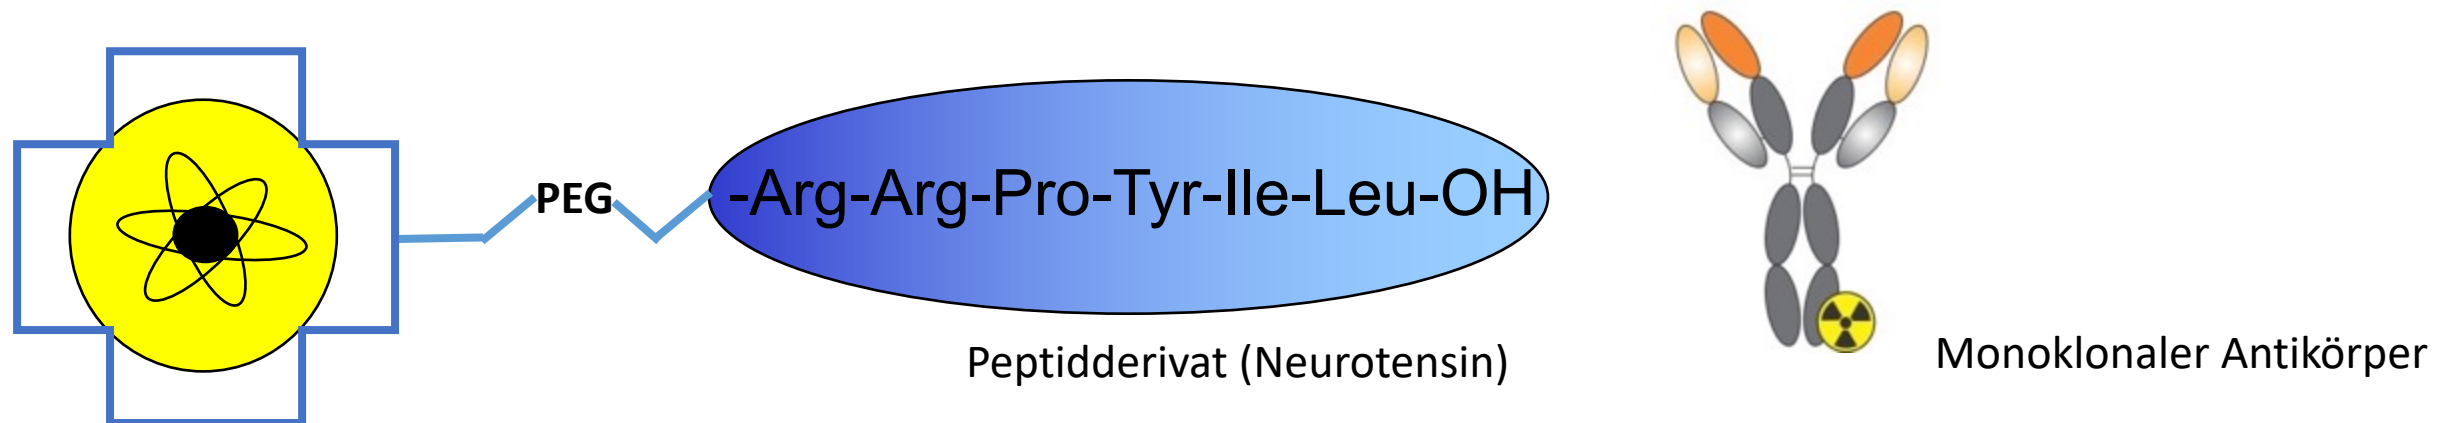 PEG
-Arg-Arg-Pro-Tyr-Ile-Leu-OH
Peptidderivat (Neurotensin)
Monoklonaler Antikörper